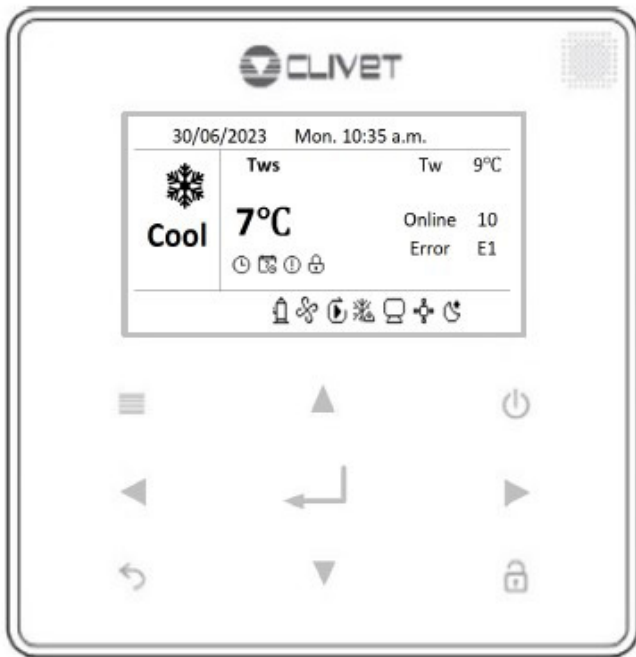 CLIVET
30/06/2023 Mon. 10:35 a.m.
Tws Tw 9°C
Cool 7°C Online 10
Error E1